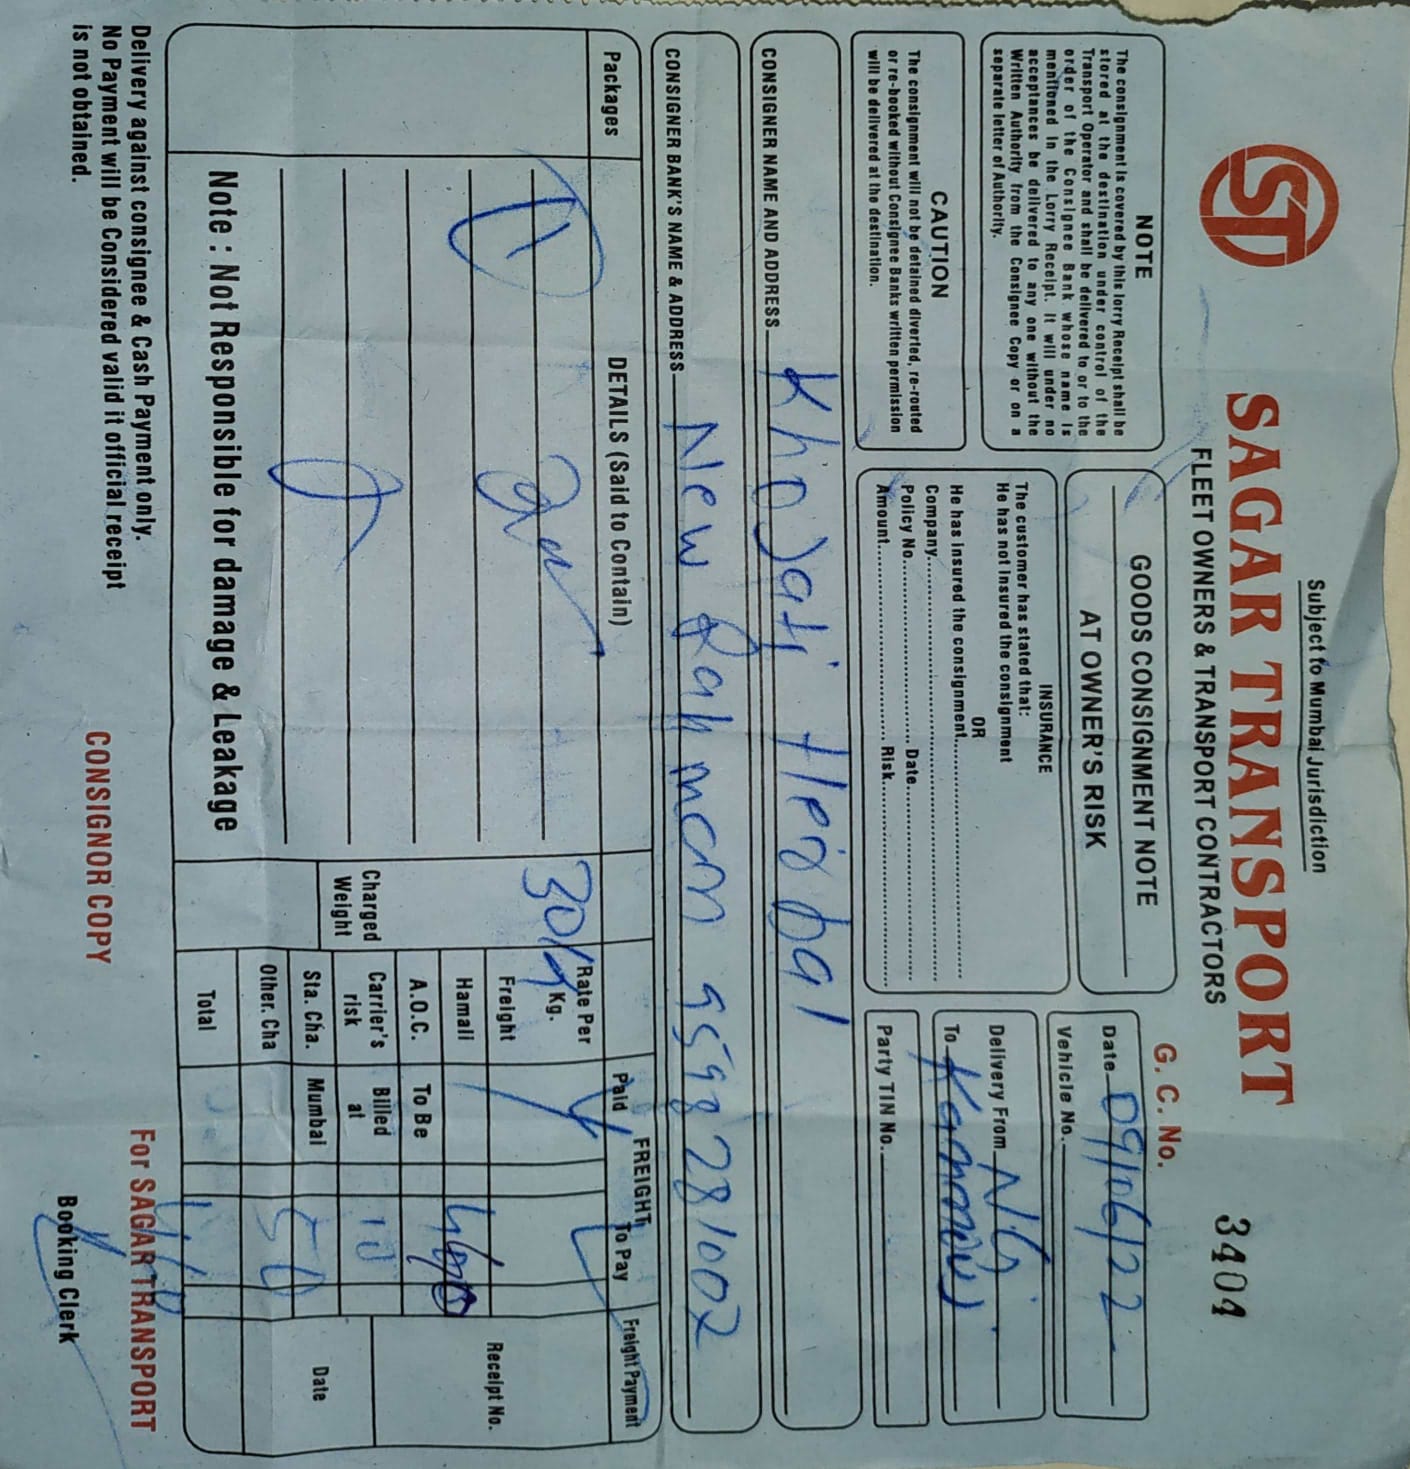 Subject to Mumbai Jurisdiction
ST
SAGAR TRANSPORT
FLEET OWNERS & TRANSPORT CONTRACTORS
G. C. No. 3404
NOTE
The consignment is covered by this lorry Receipt shall be
stored at the destination under control of the
Transport Operator and shall be delivered to or to the
order of the Consignee Bank whose name is
mentioned in the Lorry Receipt. It will under no
acceptances be delivered to any one without the
Written Authority from the Consignee Copy or on a
separate letter of Authority.
GOODS CONSIGNMENT NOTE
AT OWNER'S RISK
Date 09/06/22
Vehicle No.
CAUTION
The consignment will not be detained diverted, re-routed
or re-booked without Consignee Banks written permission
will be delivered at the destination.
INSURANCE
The customer has stated that:
He has not insured the consignment
OR
He has insured the consignment
Company
Policy No. Date
Amount Risk
Delivery From NG
To
Party TIN No.
CONSIGNER NAME AND ADDRESS
CONSIGNER BANK'S NAME & ADDRESS New
Packages
DETAILS (Said to Contain)
Rate Per
Kg.
FREIGHT
Paid To Pay
Freight Payment
30kg
Freight
Receipt No.
Hamali 440
A.O.C. To Be
Charged
Weight
Carrier's
risk
Billed
at
10
Sta. Cha. Mumbai
Date
Other. Cha
Total
Note : Not Responsible for damage & Leakage
Delivery against consignee & Cash Payment only.
No Payment will be Considered valid it official receipt
is not obtained.
CONSIGNOR COPY
For SAGAR TRANSPORT
Booking Clerk